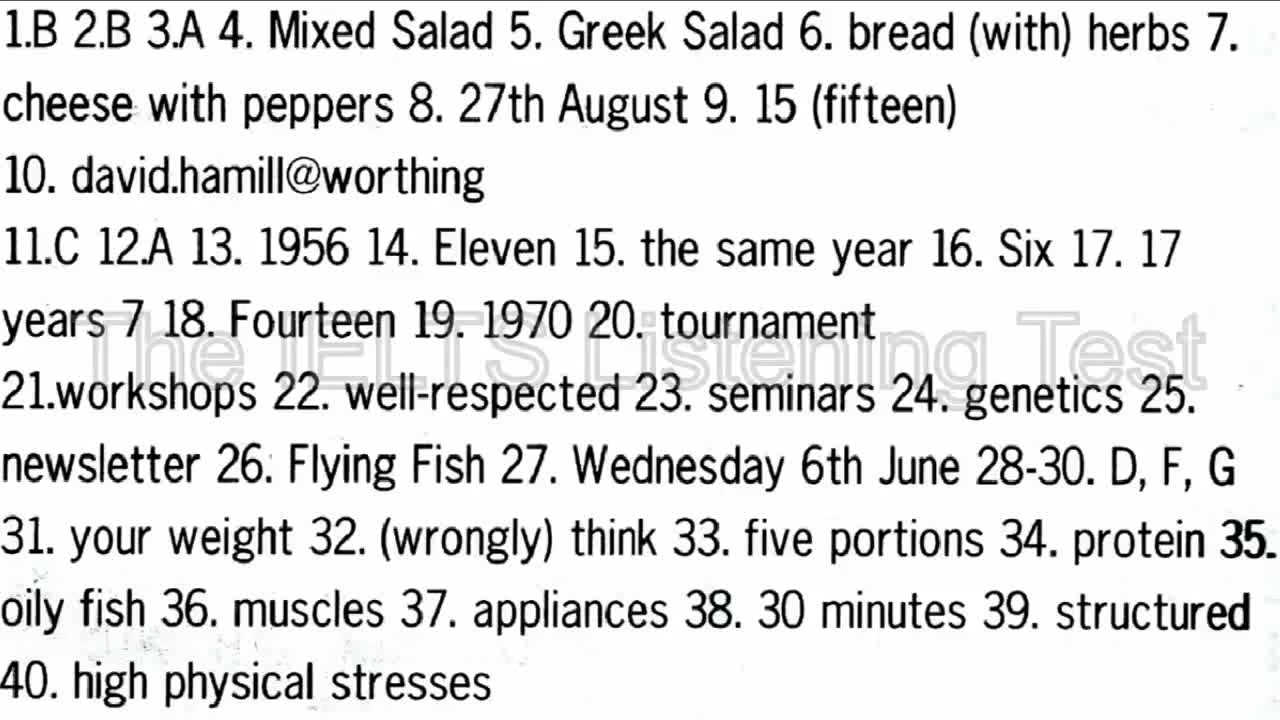 1.B 2.B 3.A 4. Mixed Salad 5. Greek Salad 6. bread (with) herbs 7.
cheese with peppers 8. 27th August 9. 15 (fifteen)
10. david.hamill@worthing
11.C 12.A 13. 1956 14. Eleven 15. the same year 16. Six 17. 17
years 7 18. Fourteen 19. 1970 20. tournament
The IELTS Listening Test
21.workshops 22. well-respected 23. seminars 24. genetics 25.
newsletter 26. Flying Fish 27. Wednesday 6th June 28-30. D, F, G
31. your weight 32. (wrongly) think 33. five portions 34. protein 35.
oily fish 36. muscles 37. appliances 38. 30 minutes 39. structured
40. high physical stresses